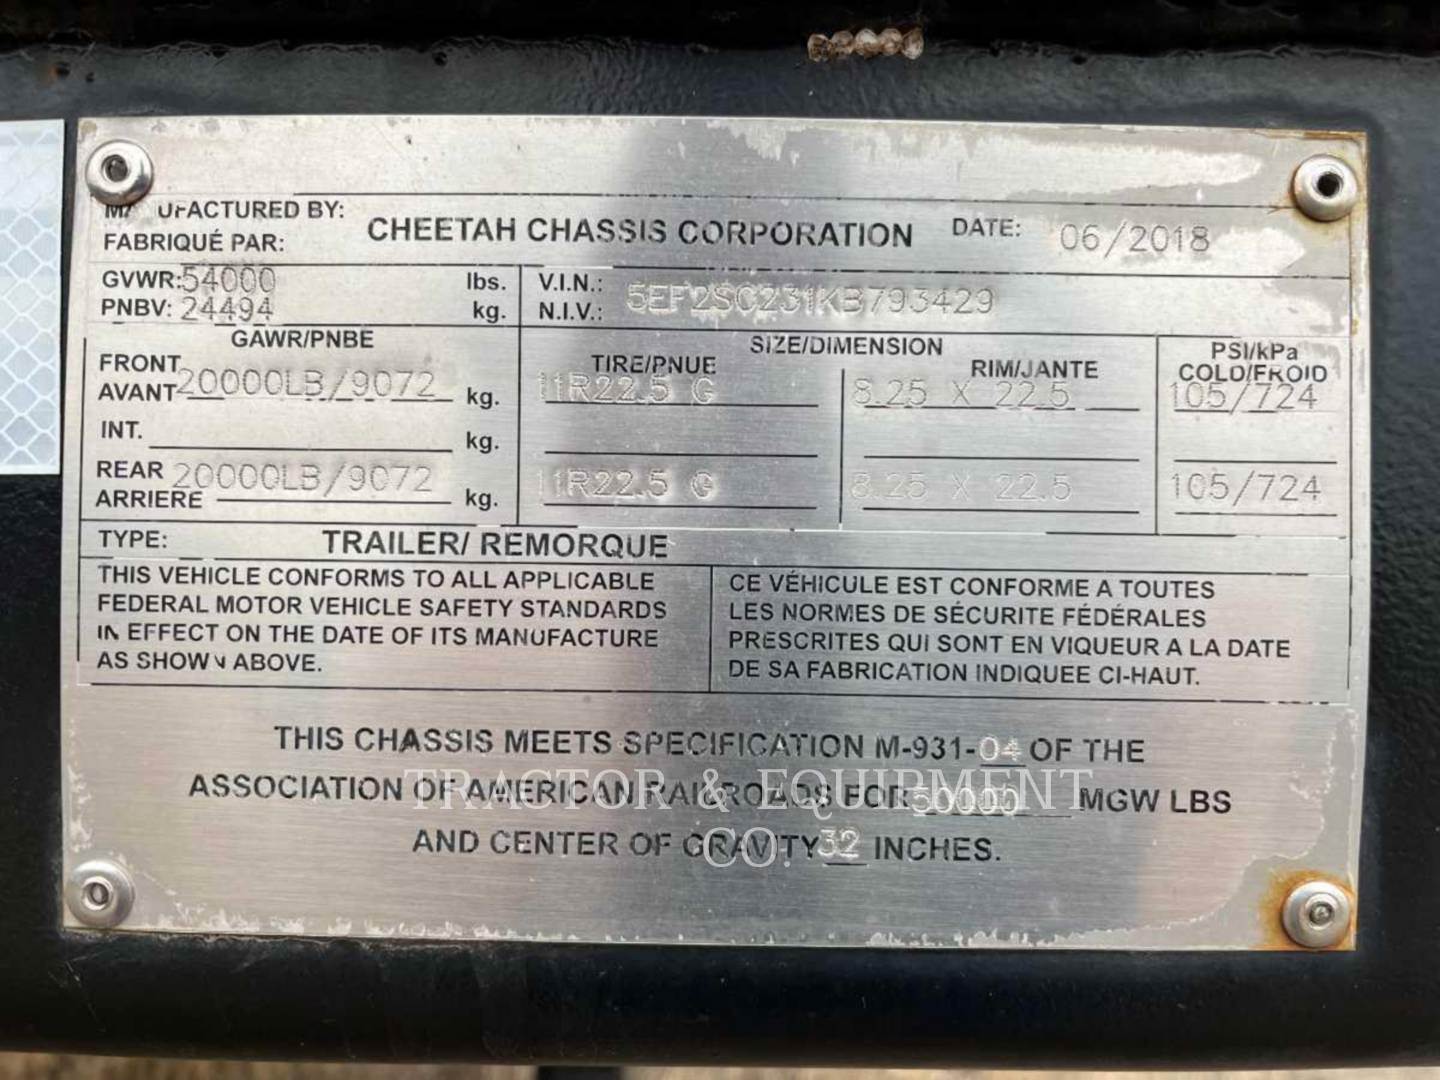 MANUFACTURED BY: CHEETAH CHASSIS CORPORATION DATE: 06/2018
FABRIQUÉ PAR:
GVWR:54000 lbs. V.I.N.: 5EF2SC231KB793429
PNBV: 24494 kg. N.I.V.:
GAWR/PNBE SIZE/DIMENSION
TIRE/PNUE RIM/JANTE PSI/kPa COLD/FROID
FRONT AVANT 20000LB/9072 kg. 11R22.5 G 8.25 X 22.5 105/724
INT. kg.
REAR ARRIERE 20000LB/9072 kg. 11R22.5 G 8.25 X 22.5 105/724
TYPE: TRAILER/ REMORQUE
THIS VEHICLE CONFORMS TO ALL APPLICABLE
FEDERAL MOTOR VEHICLE SAFETY STANDARDS
IN EFFECT ON THE DATE OF ITS MANUFACTURE
AS SHOWN ABOVE.
CE VÉHICULE EST CONFORME A TOUTES
LES NORMES DE SÉCURITE FÉDÉRALES
PRESCRITES QUI SONT EN VIQUEUR A LA DATE
DE SA FABRICATION INDIQUEE CI-HAUT.
THIS CHASSIS MEETS SPECIFICATION M-931-04 OF THE
ASSOCIATION OF AMERICAN RAILROADS FOR 50000 MGW LBS
AND CENTER OF GRAVITY 32 INCHES.
TRACTOR & EQUIPMENT
CO.